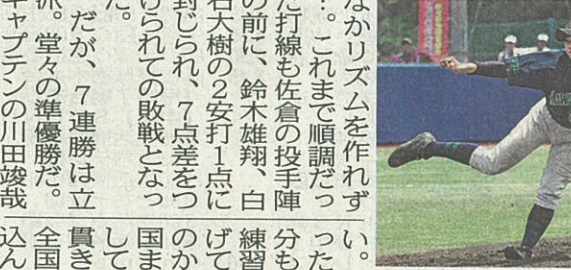 なかリズムを作れず
。これまで順調だっ
た打線も佐倉の投手陣
の前に、鈴木雄翔、白
石大樹の２安打１点に
封じられ、７点差をつ
けられての敗戦となっ
た。
だが、７連勝は立
派。堂々の準優勝だ。
キャプテンの川田竣哉
い。
った
分も
練習
げて
のか
国ま
して
貫き
全国
込ん